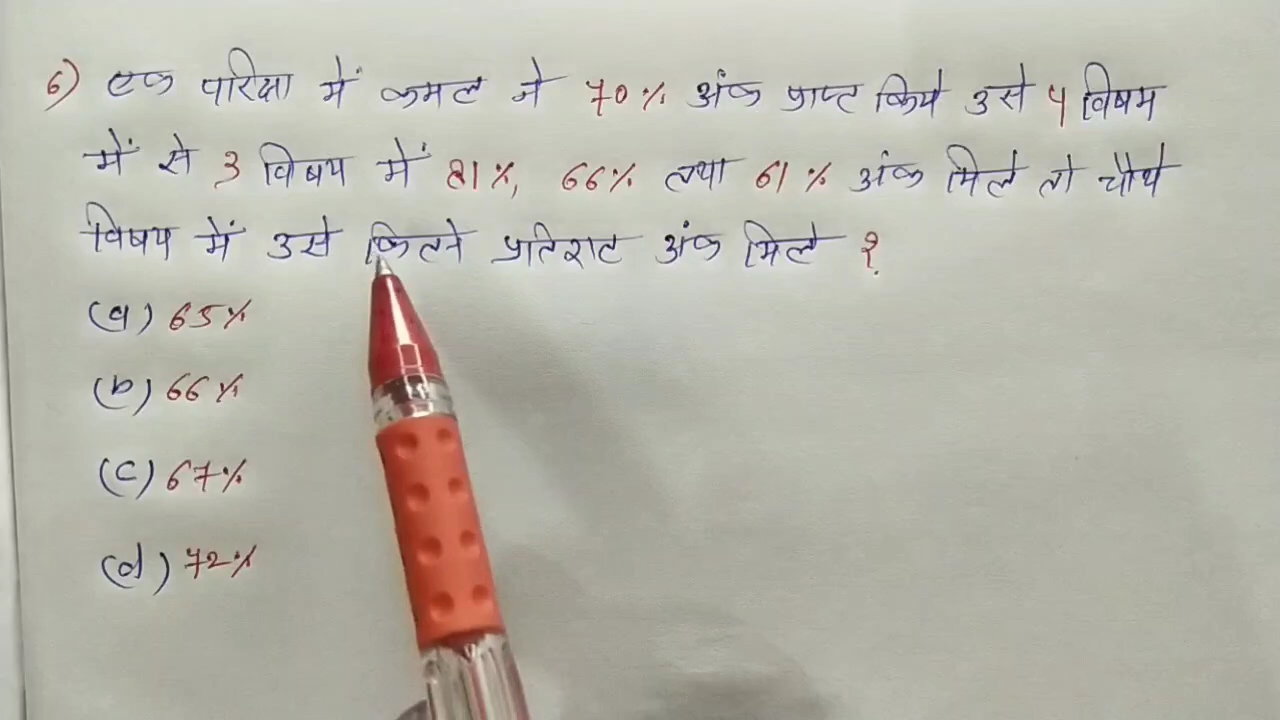 6) एक परिक्षा में कमल ने 70% अंक प्राप्त किये उसे 4 विषय
में से 3 विषय में 81%, 66% तथा 61% अंक मिले तो चौथे
विषय में उसे कितने प्रतिशत अंक मिले ?
(a) 65%
(b) 66%
(c) 67%
(d) 72%